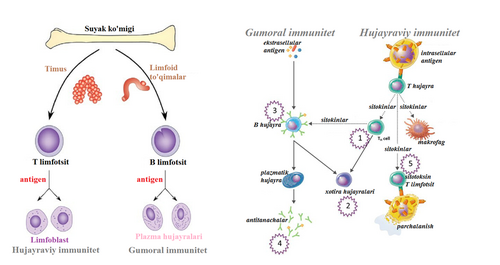 Suyak ko'migi
Timus
Limfoid
to'qimalar
T limfotsit
B limfotsit
antigen
antigen
Limfoblast
Plazma hujayralari
Hujayraviy immunitet
Gumoral immunitet
Gumoral immunitet
Hujayraviy immunitet
ekstrasellular
antigen
intrasellular
antigen
T hujayra
sitokinlar
sitokinlar
3
B hujayra
sitokinlar
1
makrofag
sitokinlar
5
plazmatik
hujayra
xotira hujayralari
sitotoksin
T limfotsit
2
antitanachalar
4
parchalanish